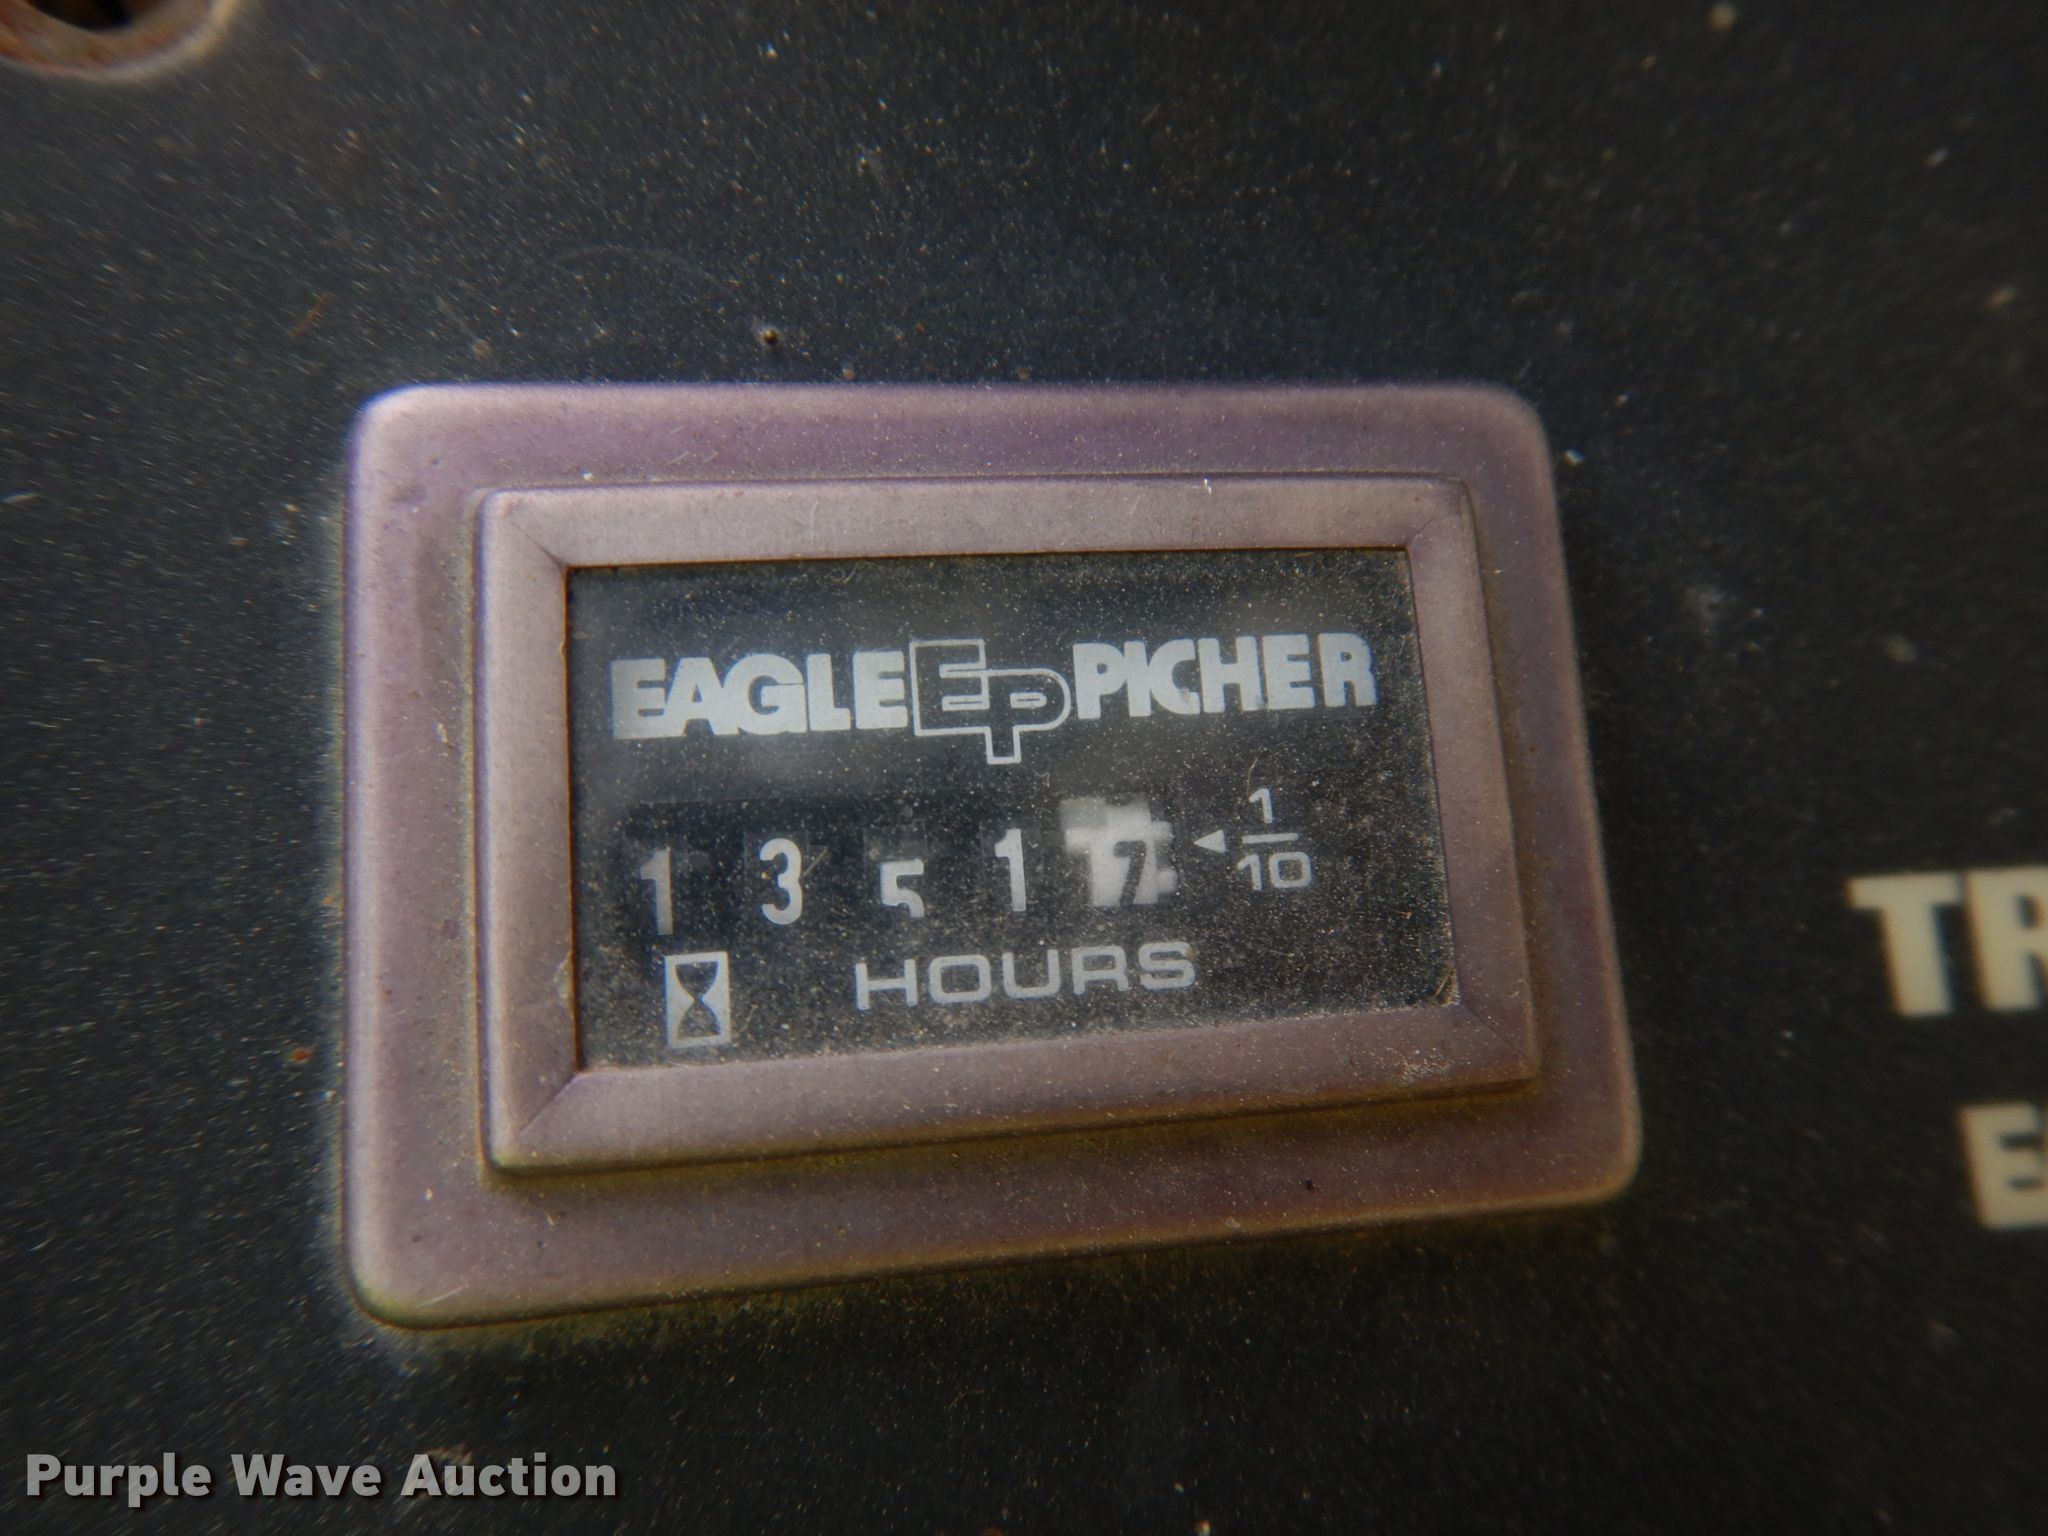 EAGLE EP PICHER
1 3 5 1 7 ◄ 1/10
HOURS
TR
E
Purple Wave Auction